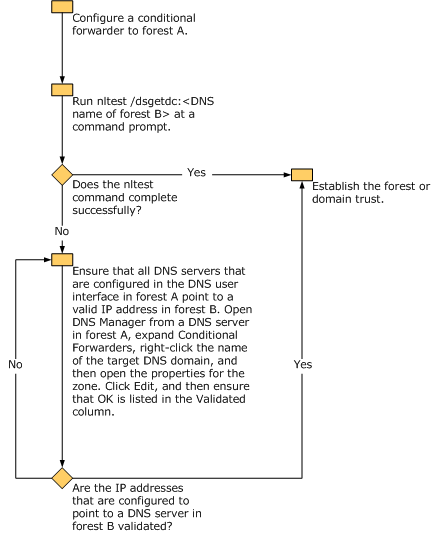 Configure a conditional
forwarder to forest A.
Run nltest /dsgetdc:<DNS
name of forest B> at a
command prompt.
Yes
Does the nltest
command complete
successfully?
Establish the forest or
domain trust.
No
Ensure that all DNS servers that
are configured in the DNS user
interface in forest A point to a
valid IP address in forest B. Open
DNS Manager from a DNS server
in forest A, expand Conditional
Forwarders, right-click the name
of the target DNS domain, and
then open the properties for the
zone. Click Edit, and then ensure
that OK is listed in the Validated
column.
No
Yes
Are the IP addresses
that are configured to
point to a DNS server in
forest B validated?